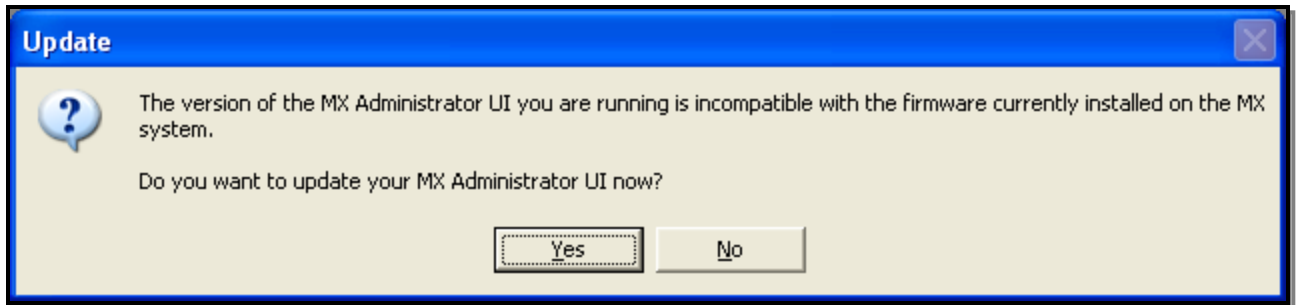 Update
The version of the MX Administrator UI you are running is incompatible with the firmware currently installed on the MX
system.
Do you want to update your MX Administrator UI now?
Yes No